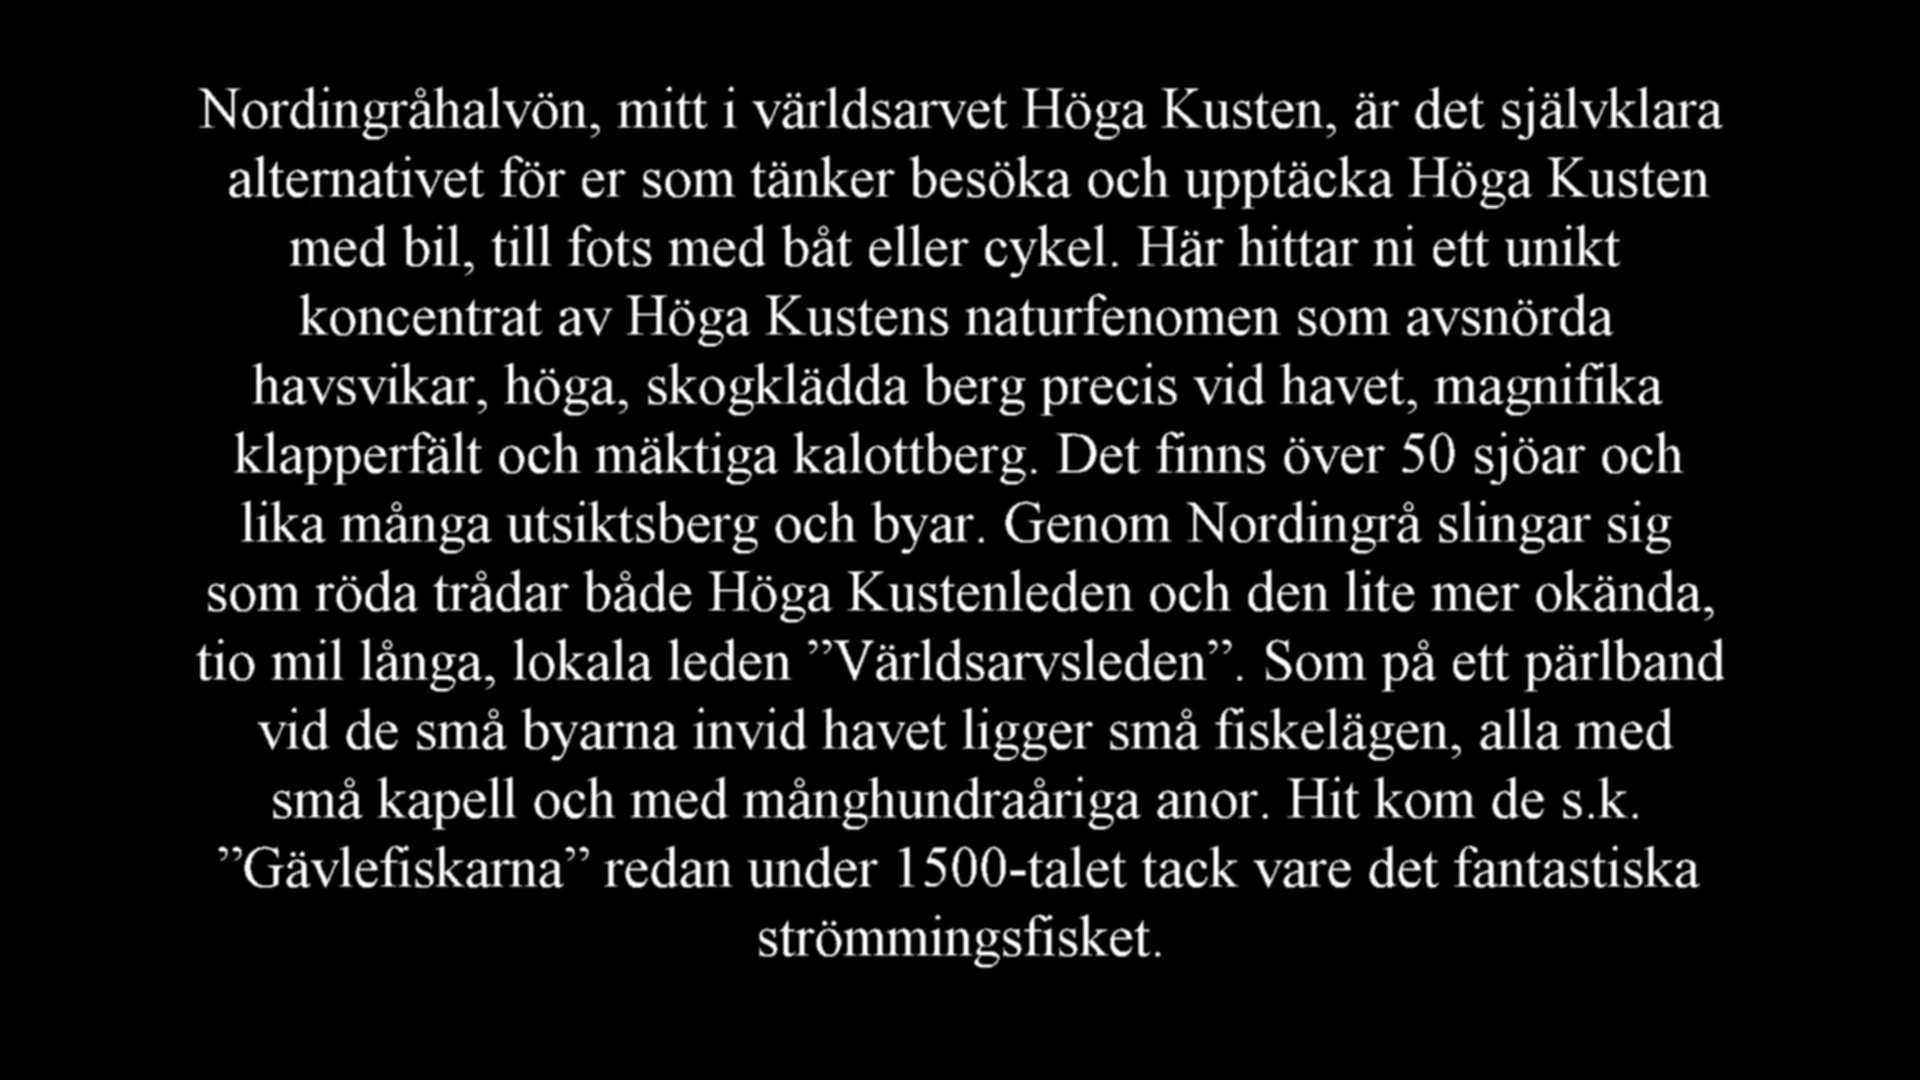 Nordingråhalvön, mitt i världsarvet Höga Kusten, är det självklara
alternativet för er som tänker besöka och upptäcka Höga Kusten
med bil, till fots med båt eller cykel. Här hittar ni ett unikt
koncentrat av Höga Kustens naturfenomen som avsnörda
havsvikar, höga, skogklädda berg precis vid havet, magnifika
klapperfält och mäktiga kalottberg. Det finns över 50 sjöar och
lika många utsiktsberg och byar. Genom Nordingrå slingar sig
som röda trådar både Höga Kustenleden och den lite mer okända,
tio mil långa, lokala leden ”Världsarvsleden”. Som på ett pärlband
vid de små byarna invid havet ligger små fiskelägen, alla med
små kapell och med månghundraåriga anor. Hit kom de s.k.
”Gävlefiskarna” redan under 1500-talet tack vare det fantastiska
strömmingsfisket.